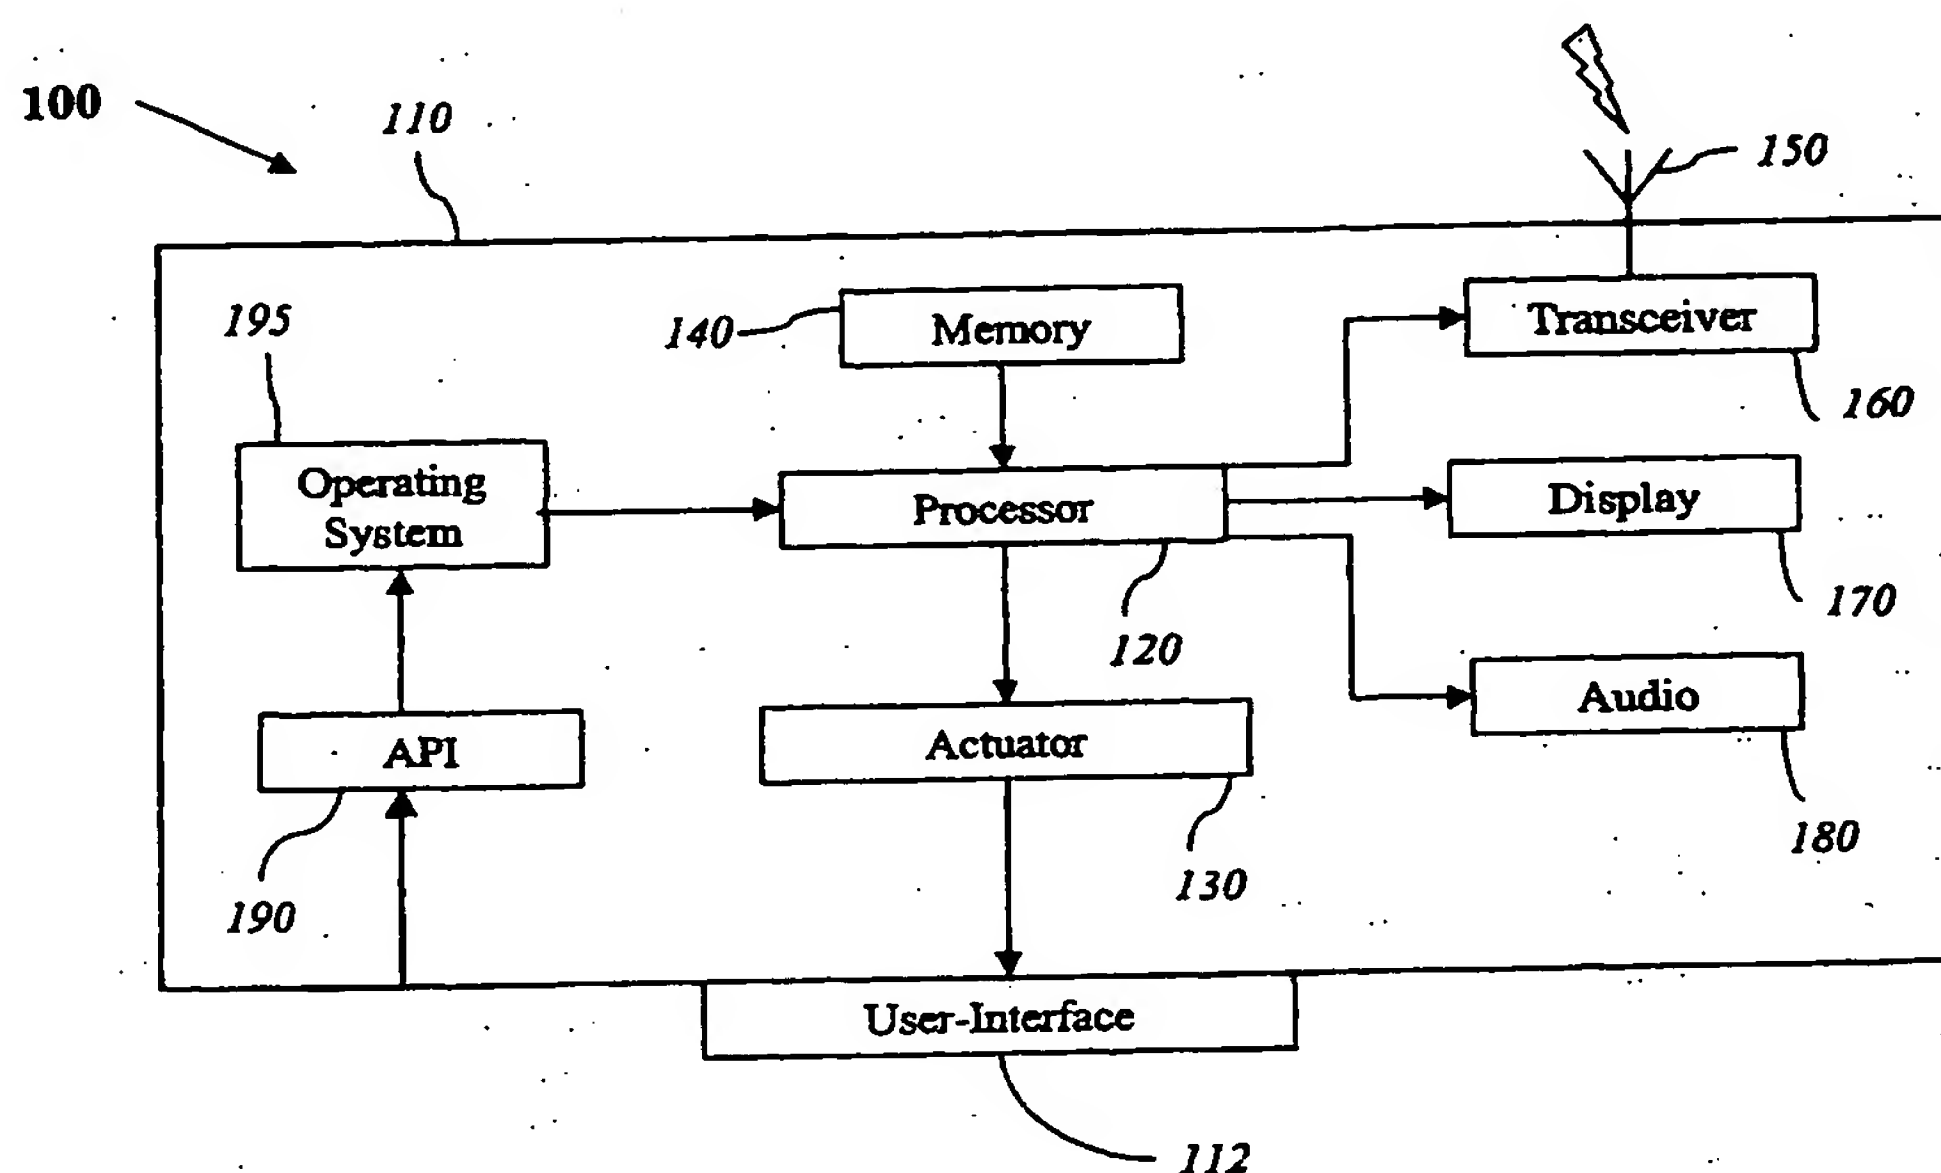 100
110
150
195
140
Memory
Transceiver
160
Operating
System
Processor
Display
120
170
API
Actuator
Audio
190
130
180
User-Interface
112